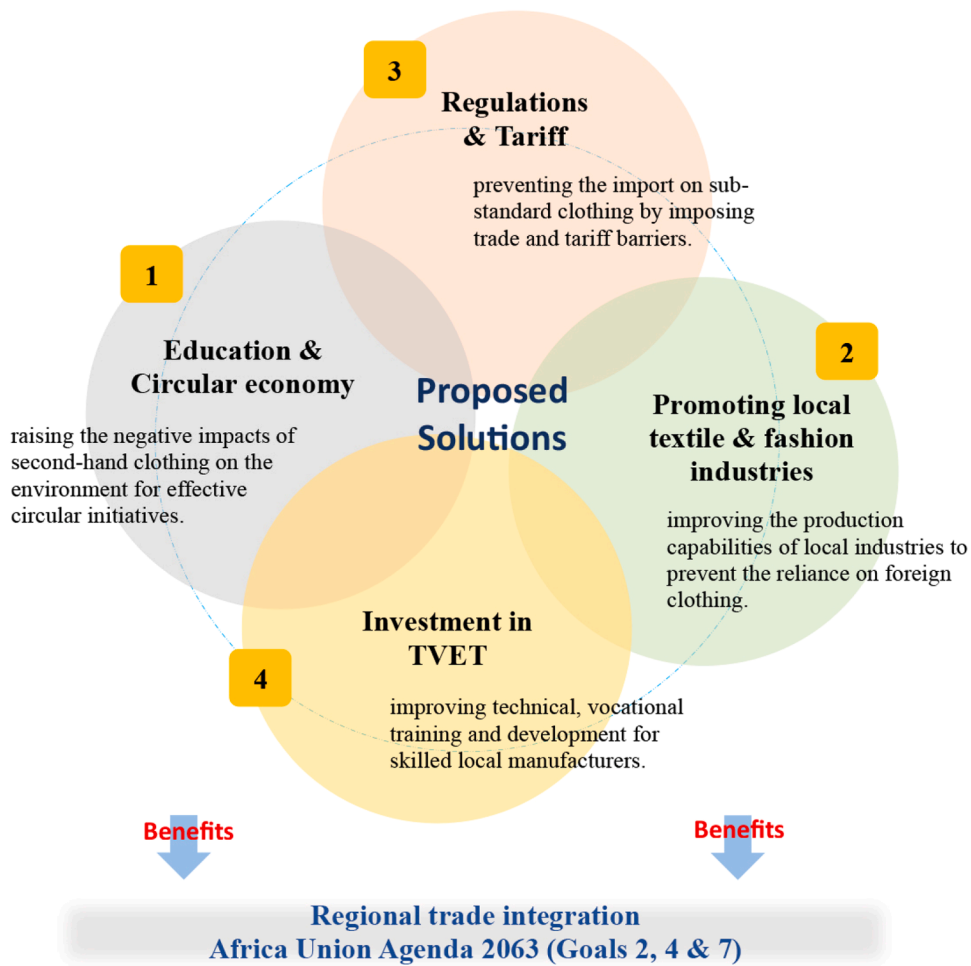 3
Regulations
& Tariff
preventing the import on sub-
standard clothing by imposing
trade and tariff barriers.
1
Education &
Circular economy
raising the negative impacts of
second-hand clothing on the
environment for effective
circular initiatives.
Proposed
Solutions
2
Promoting local
textile & fashion
industries
improving the production
capabilities of local industries to
prevent the reliance on foreign
clothing.
4
Investment in
TVET
improving technical, vocational
training and development for
skilled local manufacturers.
Benefits
Benefits
Regional trade integration
Africa Union Agenda 2063 (Goals 2, 4 & 7)